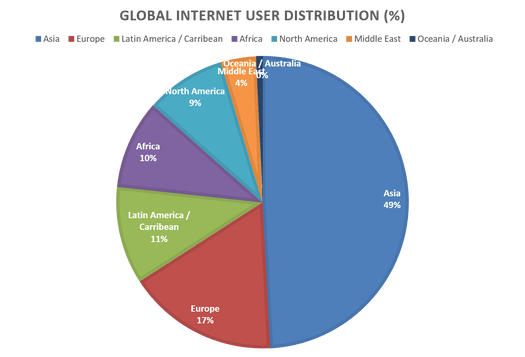 GLOBAL INTERNET USER DISTRIBUTION (%)
Asia Europe Latin America / Carribean Africa North America Middle East Oceania / Australia
Oceania / Australia
Middle East
4%
North America
9%
Africa
10%
Asia
49%
Latin America /
Carribean
11%
Europe
17%